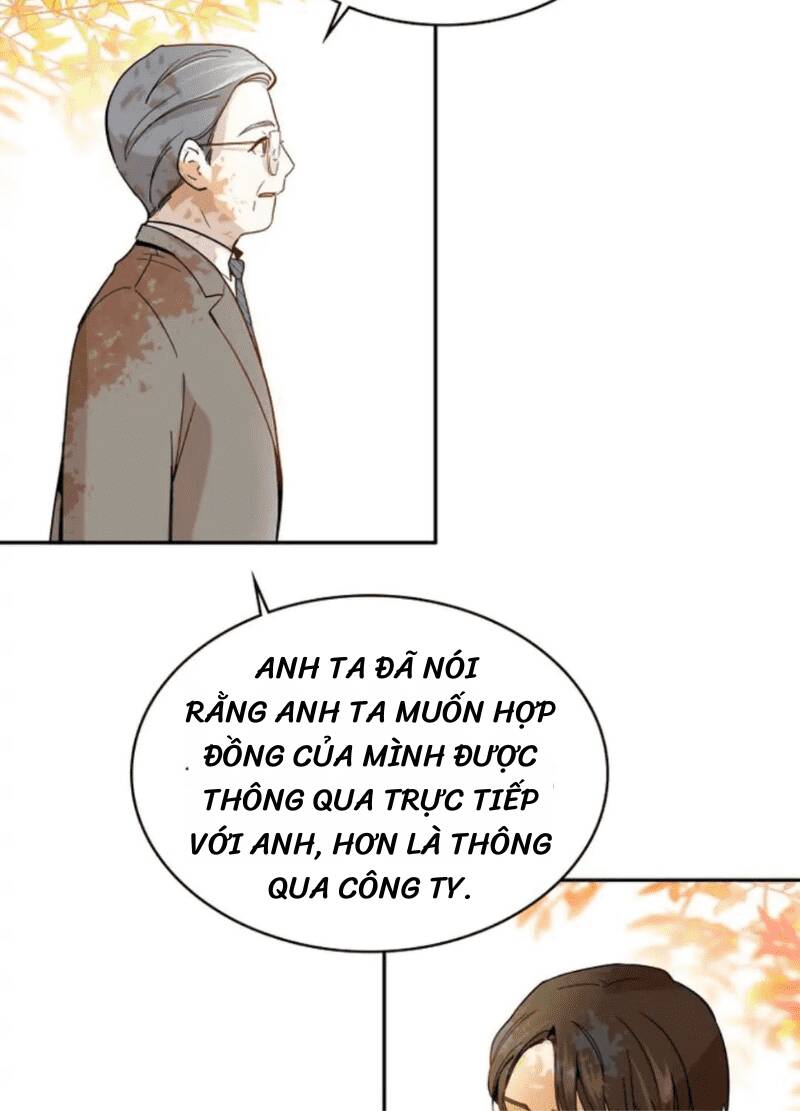 ANH TA ĐÃ NÓI
RẰNG ANH TA MUỐN HỢP
ĐỒNG CỦA MÌNH ĐƯỢC
THÔNG QUA TRỰC TIẾP
VỚI ANH, HƠN LÀ THÔNG
QUA CÔNG TY.